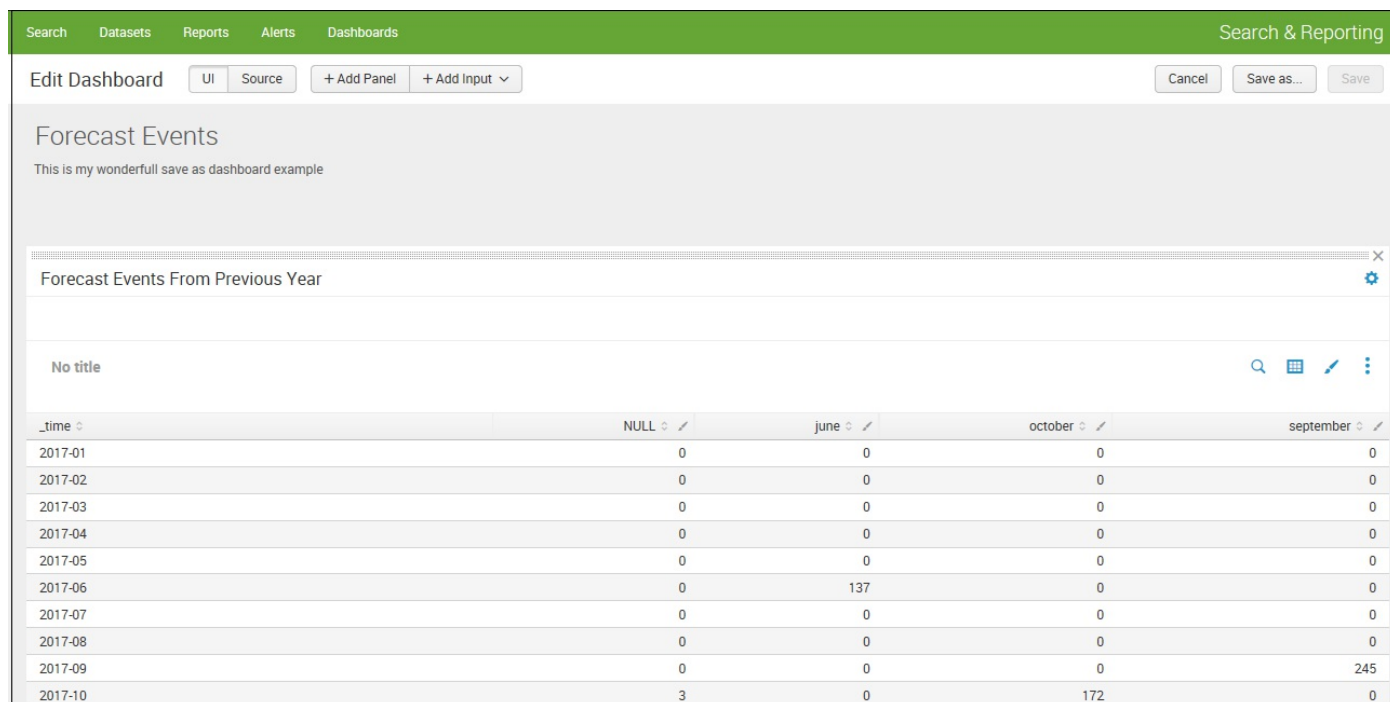 Search Datasets Reports Alerts Dashboards Search & Reporting
Edit Dashboard UI Source + Add Panel + Add Input Cancel Save as... Save
Forecast Events
This is my wonderfull save as dashboard example
Forecast Events From Previous Year
No title
_time NULL june october september
2017-01 0 0 0 0
2017-02 0 0 0 0
2017-03 0 0 0 0
2017-04 0 0 0 0
2017-05 0 0 0 0
2017-06 0 137 0 0
2017-07 0 0 0 0
2017-08 0 0 0 0
2017-09 0 0 0 245
2017-10 3 0 172 0